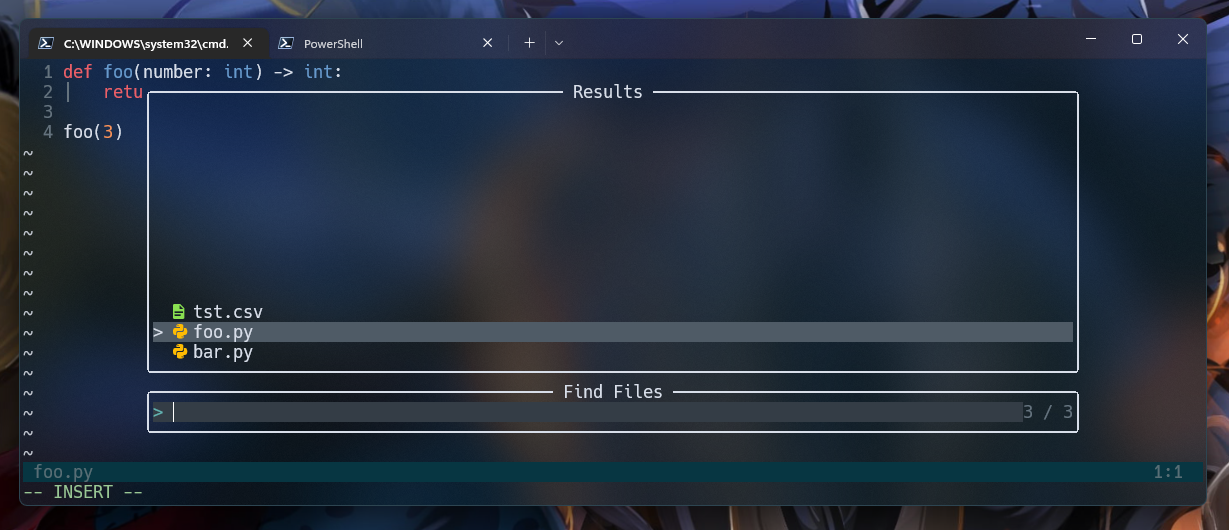 C:\WINDOWS\system32\cmd. PowerShell
1 def foo(number: int) -> int:
2 retu
Results
3
4 foo(3)
~
~
~
~
~
~
~
~
tst.csv
~
> foo.py
~
bar.py
~
~
Find Files
~
> 3 / 3
~
~
~
foo.py 1:1
-- INSERT --